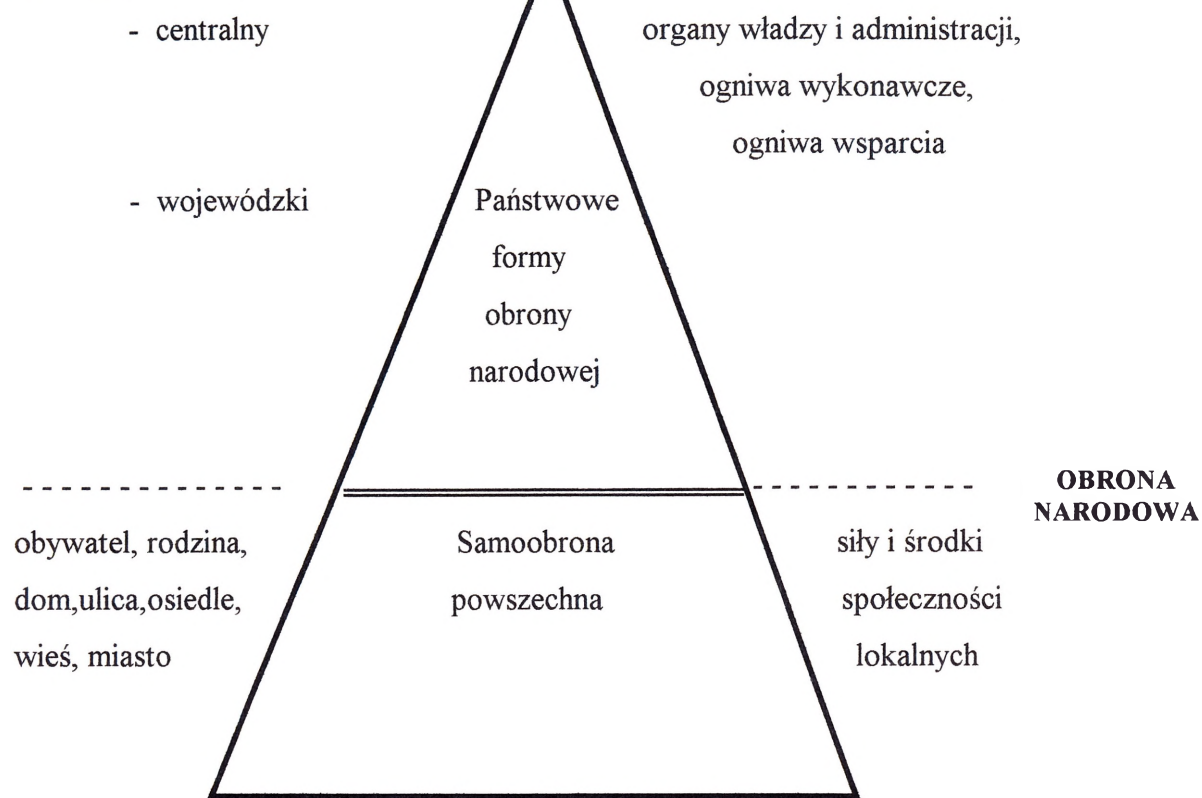 - centralny
organy władzy i administracji,
ogniwa wykonawcze,
ogniwa wsparcia
- wojewódzki
Państwowe
formy
obrony
narodowej
OBRONA
NARODOWA
obywatel, rodzina,
dom,ulica,osiedle,
wieś, miasto
Samoobrona
powszechna
siły i środki
społeczności
lokalnych